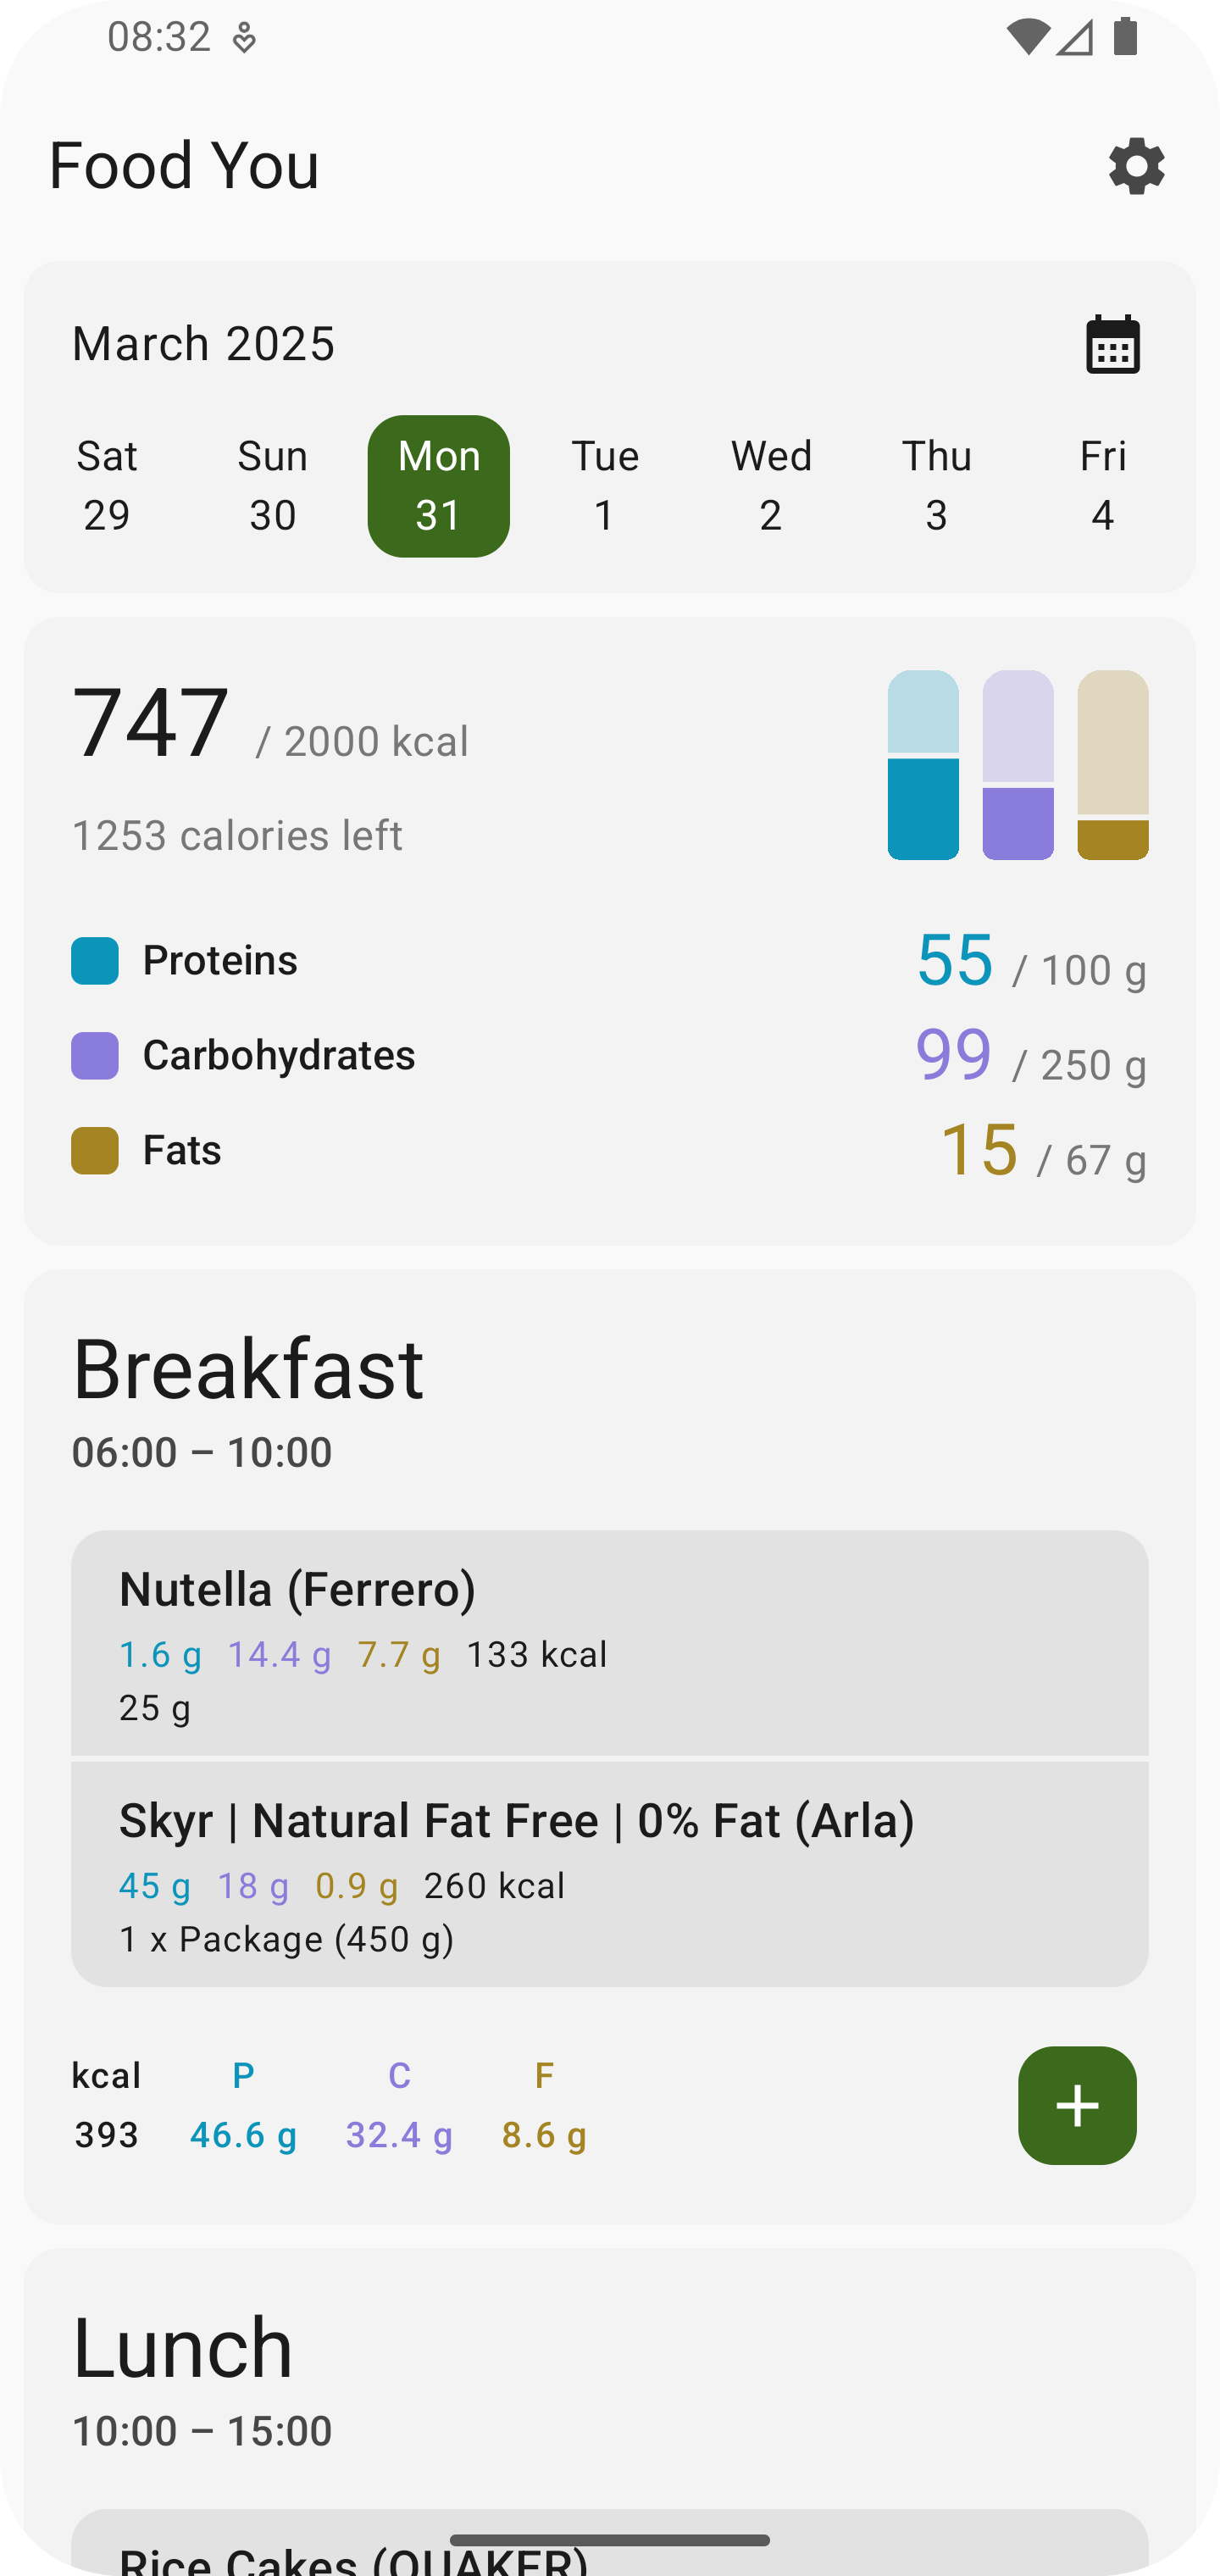 08:32
Food You
March 2025
Sat Sun Mon Tue Wed Thu Fri
29 30 31 1 2 3 4
747 / 2000 kcal
1253 calories left
Proteins 55 / 100 g
Carbohydrates 99 / 250 g
Fats 15 / 67 g
Breakfast
06:00 – 10:00
Nutella (Ferrero)
1.6 g 14.4 g 7.7 g 133 kcal
25 g
Skyr | Natural Fat Free | 0% Fat (Arla)
45 g 18 g 0.9 g 260 kcal
1 x Package (450 g)
kcal P C F
393 46.6 g 32.4 g 8.6 g
Lunch
10:00 – 15:00
Rice Cakes (QUAKER)